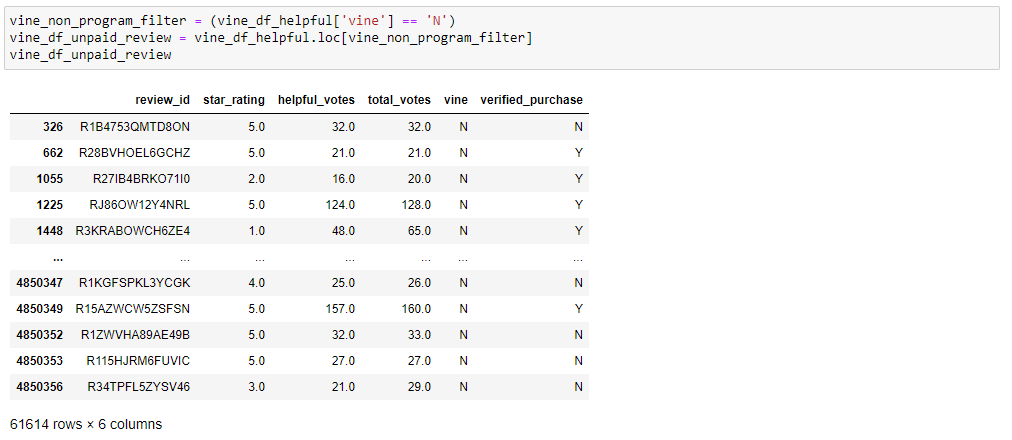 vine_non_program_filter = (vine_df_helpful['vine'] == 'N')
vine_df_unpaid_review = vine_df_helpful.loc[vine_non_program_filter]
vine_df_unpaid_review
review_id star_rating helpful_votes total_votes vine verified_purchase
326 R1B4753QMTD8ON 5.0 32.0 32.0 N N
662 R28BVHOEL6GCHZ 5.0 21.0 21.0 N Y
1055 R27IB4BRKO71I0 2.0 16.0 20.0 N Y
1225 RJ86OW12Y4NRL 5.0 124.0 128.0 N Y
1448 R3KRABOWCH6ZE4 1.0 48.0 65.0 N Y
... ... ... ... ... ... ...
4850347 R1KGFSPKL3YCGK 4.0 25.0 26.0 N N
4850349 R15AZWCW5ZSFSN 5.0 157.0 160.0 N Y
4850352 R1ZWVHA89AE49B 5.0 32.0 33.0 N N
4850353 R115HJRM6FUVIC 5.0 27.0 27.0 N N
4850356 R34TPFL5ZYSV46 3.0 21.0 29.0 N N
61614 rows × 6 columns